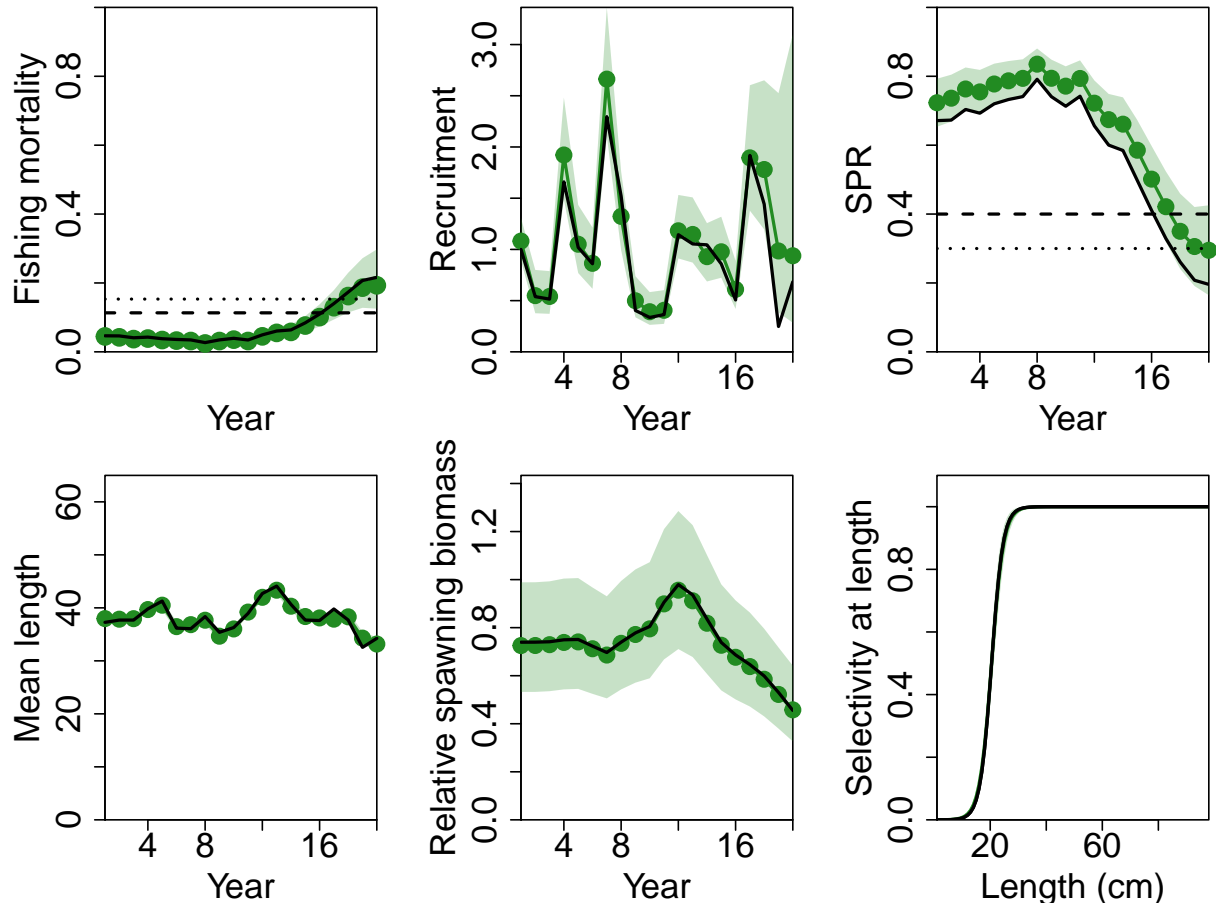 Fishing mortality
0.0
0.4
0.8
Year
Recruitment
0.0
1.0
2.0
3.0
4
8
16
Year
SPR
0.0
0.4
0.8
4
8
16
Year
Mean length
0
20
40
60
4
8
16
Year
Relative spawning biomass
0.0
0.4
0.8
1.2
4
8
16
Year
Selectivity at length
0.0
0.4
0.8
20
60
Length (cm)